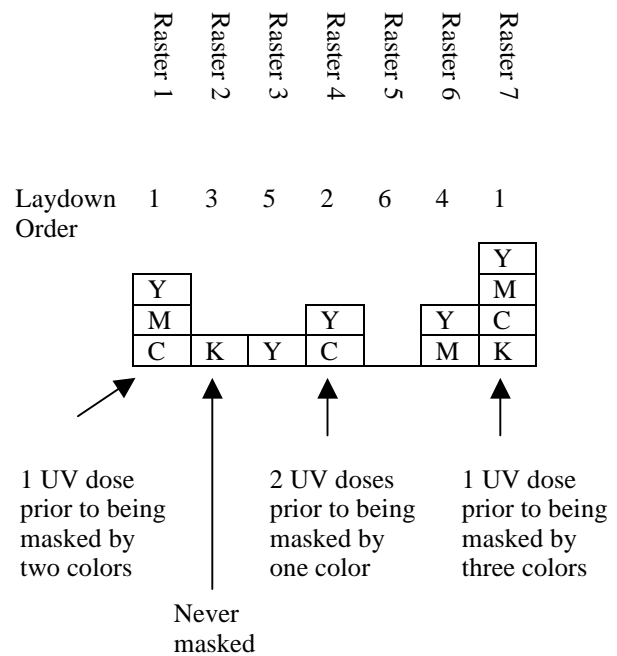 Raster 1 Raster 2 Raster 3 Raster 4 Raster 5 Raster 6 Raster 7
Laydown 1 3 5 2 6 4 1
Order
Y
Y M
M Y Y C
C K Y C M K
1 UV dose
prior to being
masked by
two colors
2 UV doses
prior to being
masked by
one color
1 UV dose
prior to being
masked by
three colors
Never
masked